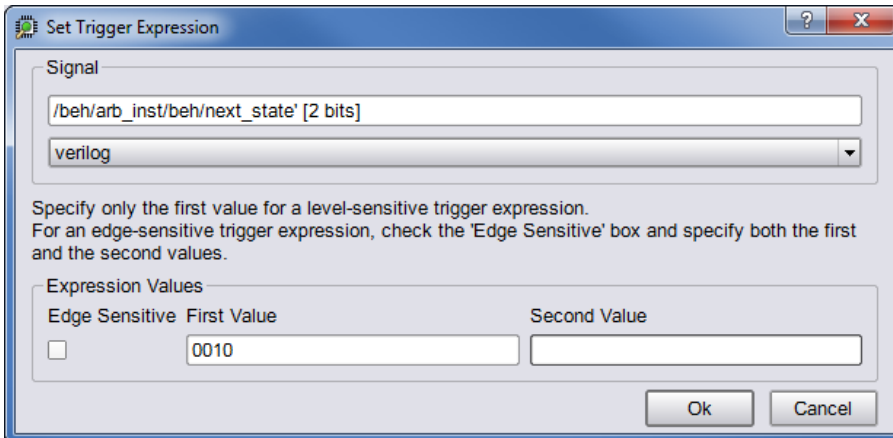 Set Trigger Expression
Signal
/beh/arb_inst/beh/next_state' [2 bits]
verilog
Specify only the first value for a level-sensitive trigger expression.
For an edge-sensitive trigger expression, check the 'Edge Sensitive' box and specify both the first
and the second values.
Expression Values
Edge Sensitive First Value Second Value
0010
Ok Cancel